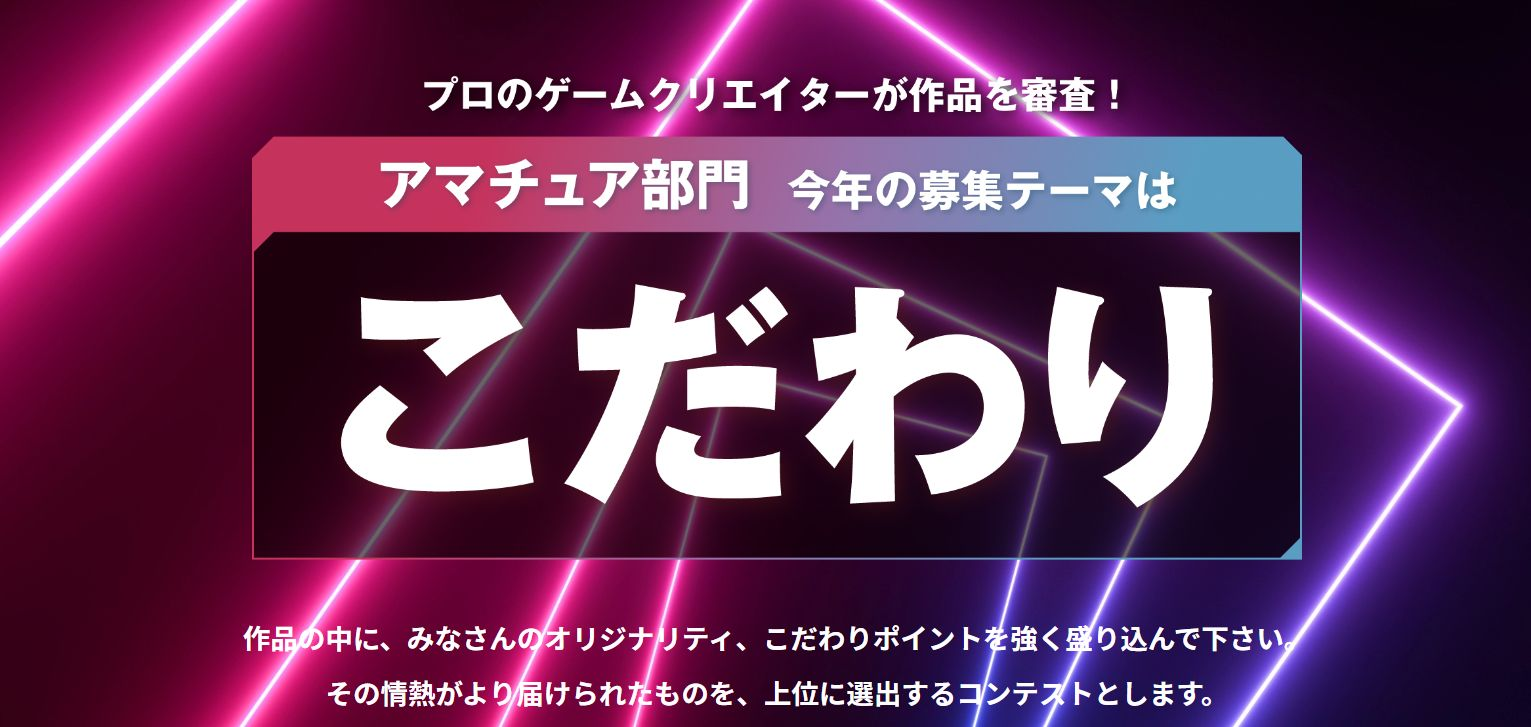 プロのゲームクリエイターが作品を審査！
アマチュア部門 今年の募集テーマは
こだわり
作品の中に、みなさんのオリジナリティ、こだわりポイントを強く盛り込んで下さい。
その情熱がより届けられたものを、上位に選出するコンテストとします。